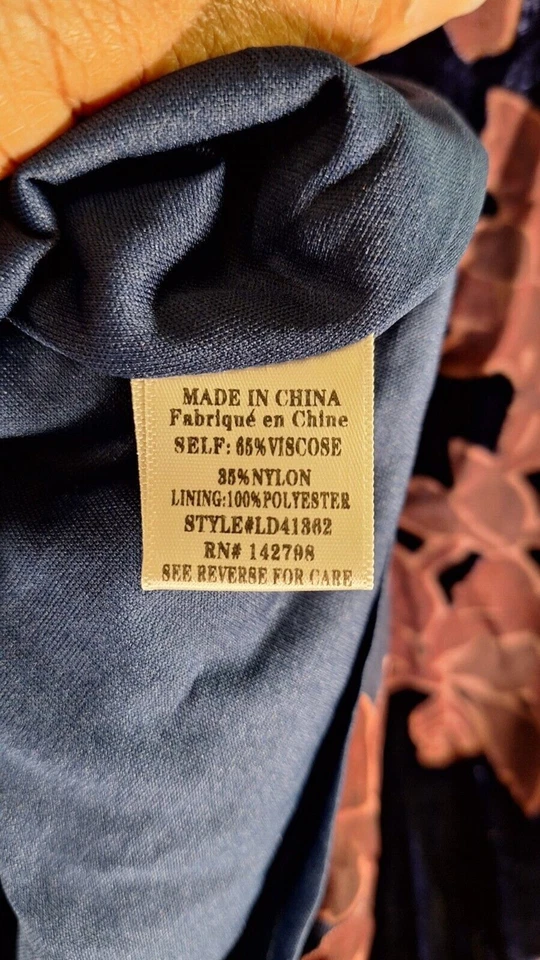 MADE IN CHINA
Fabriqué en Chine
SELF: 65%VISCOSE
35%NYLON
LINING:100%POLYESTER
STYLE#LD41362
RN# 142798
SEE REVERSE FOR CARE